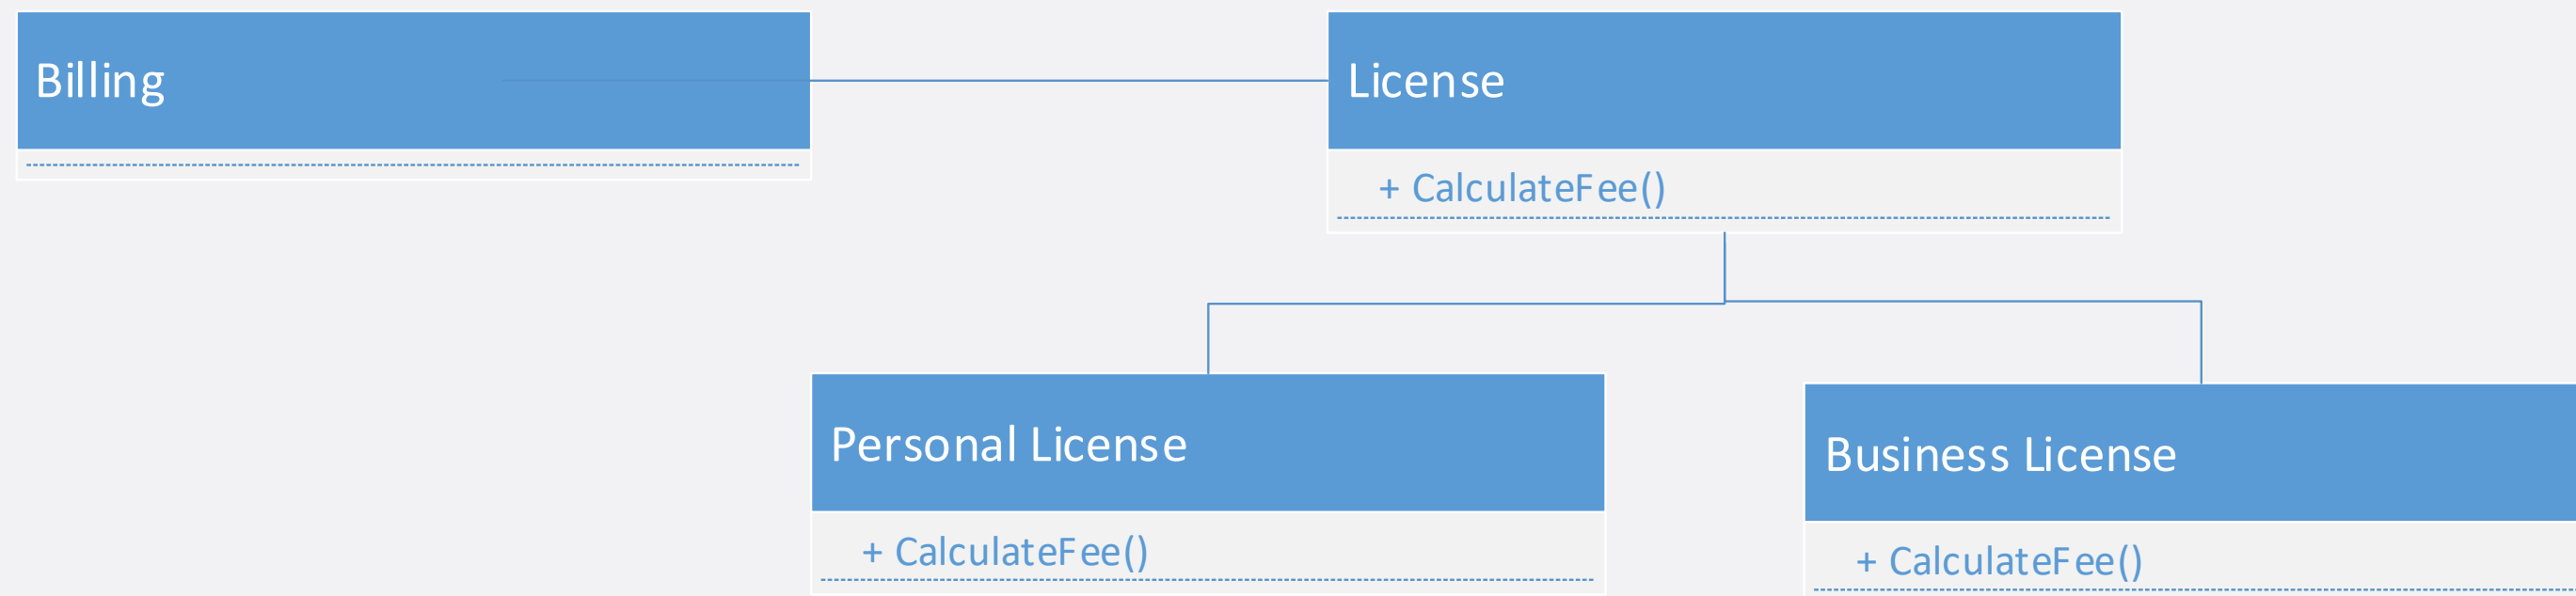 Billing
License
+ CalculateFee()
Personal License
+ CalculateFee()
Business License
+ CalculateFee()